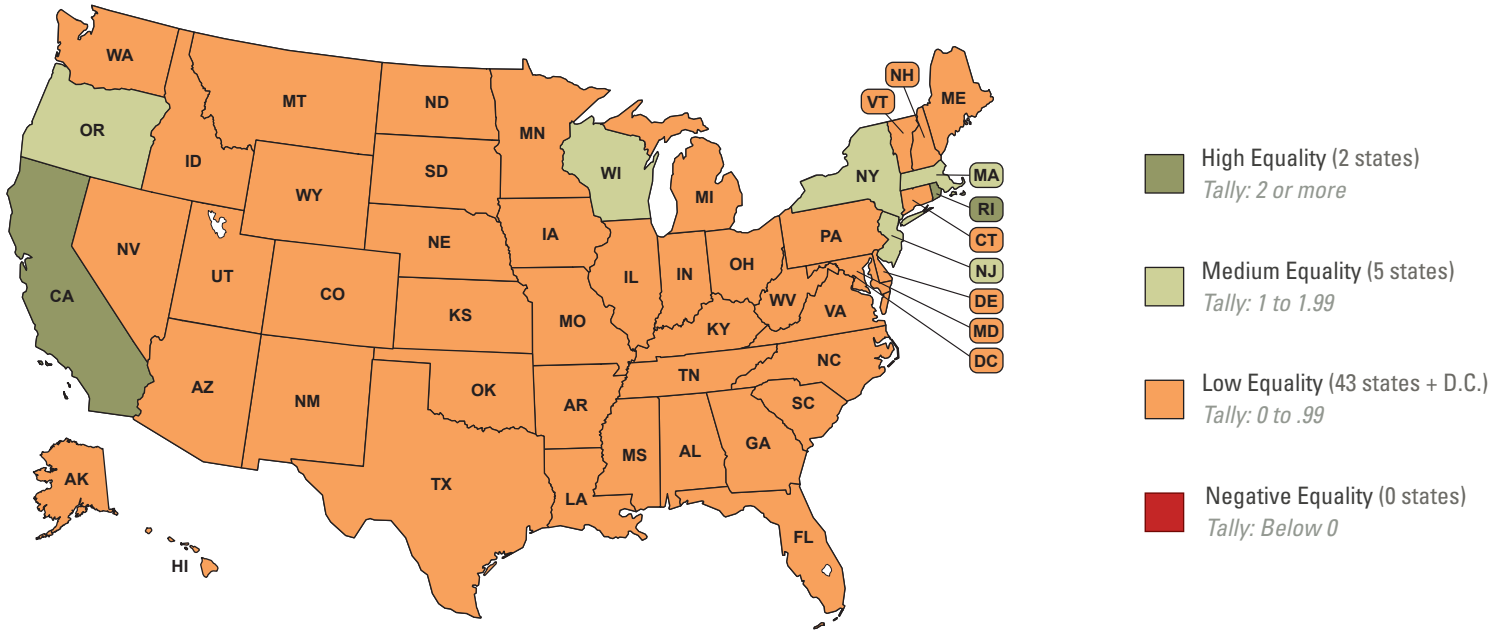 WA
OR
CA
ID
NV
MT
WY
UT
AZ
CO
NM
ND
SD
NE
KS
OK
TX
MN
IA
MO
AR
LA
WI
IL
MS
MI
IN
KY
TN
AL
OH
WV
GA
FL
SC
NC
VA
PA
NY
VT
NH
ME
MA
RI
CT
NJ
DE
MD
DC
AK
HI
High Equality (2 states)
Tally: 2 or more
Medium Equality (5 states)
Tally: 1 to 1.99
Low Equality (43 states + D.C.)
Tally: 0 to .99
Negative Equality (0 states)
Tally: Below 0